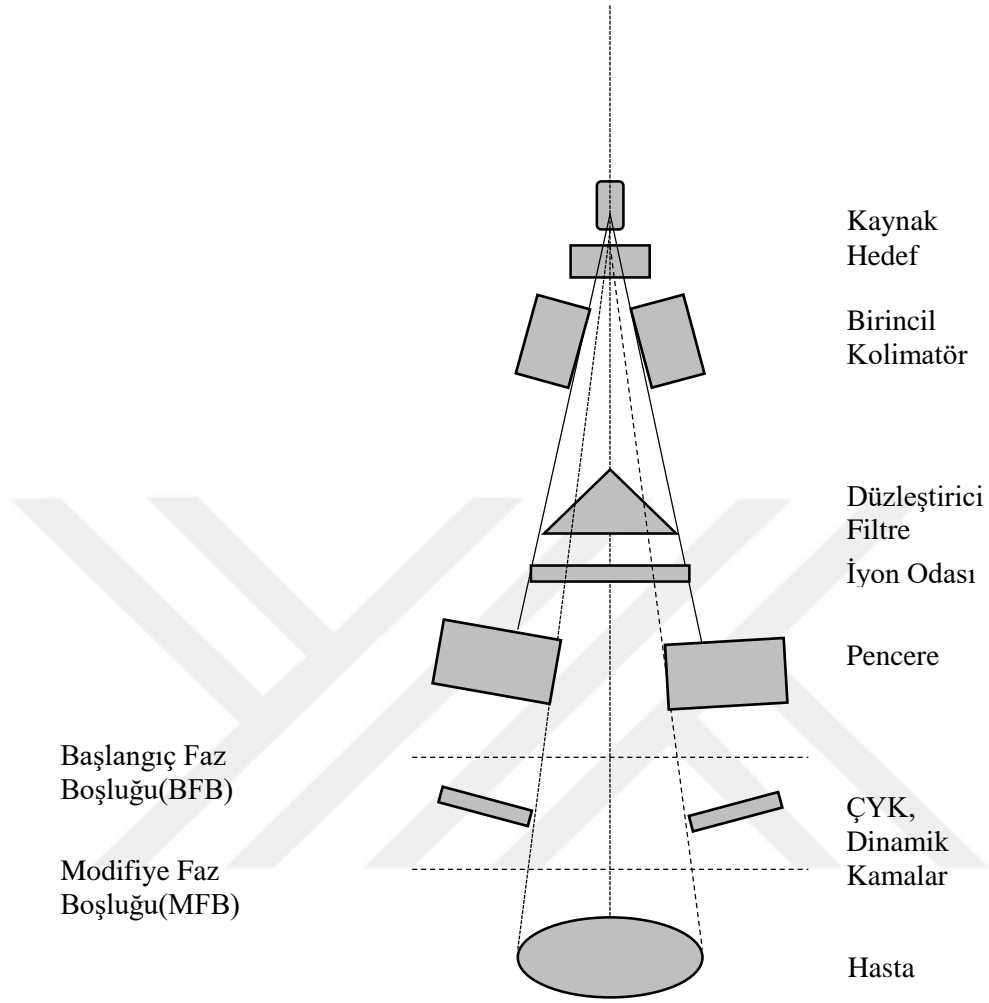 Kaynak
Hedef
Birincil
Kolimatör
Düzleştirici
Filtre
İyon Odası
Pencere
Başlangıç Faz
Boşluğu(BFB)
ÇYK,
Dinamik
Kamalar
Modifiye Faz
Boşluğu(MFB)
Hasta